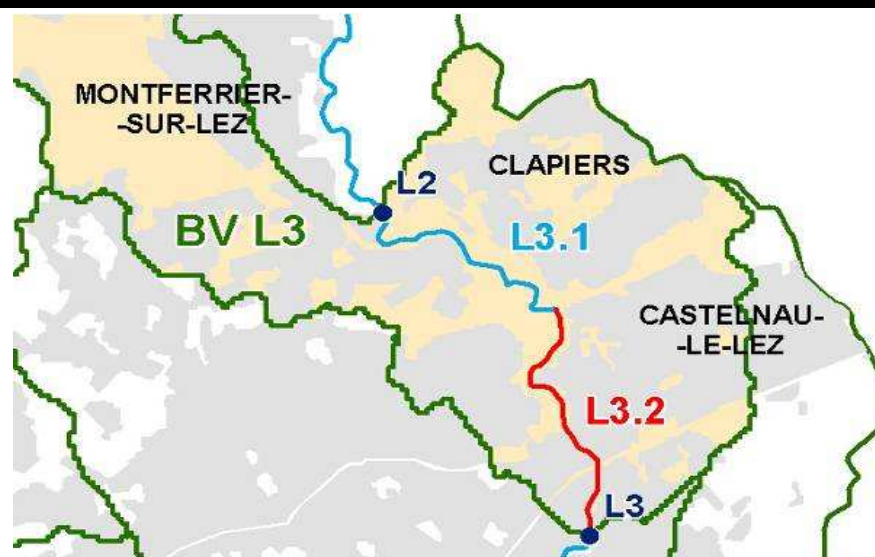 MONTFERRIER-
-SUR-LEZ
CLAPIERS
L2
BV L3
L3.1
CASTELNAU-
-LE-LEZ
L3.2
L3